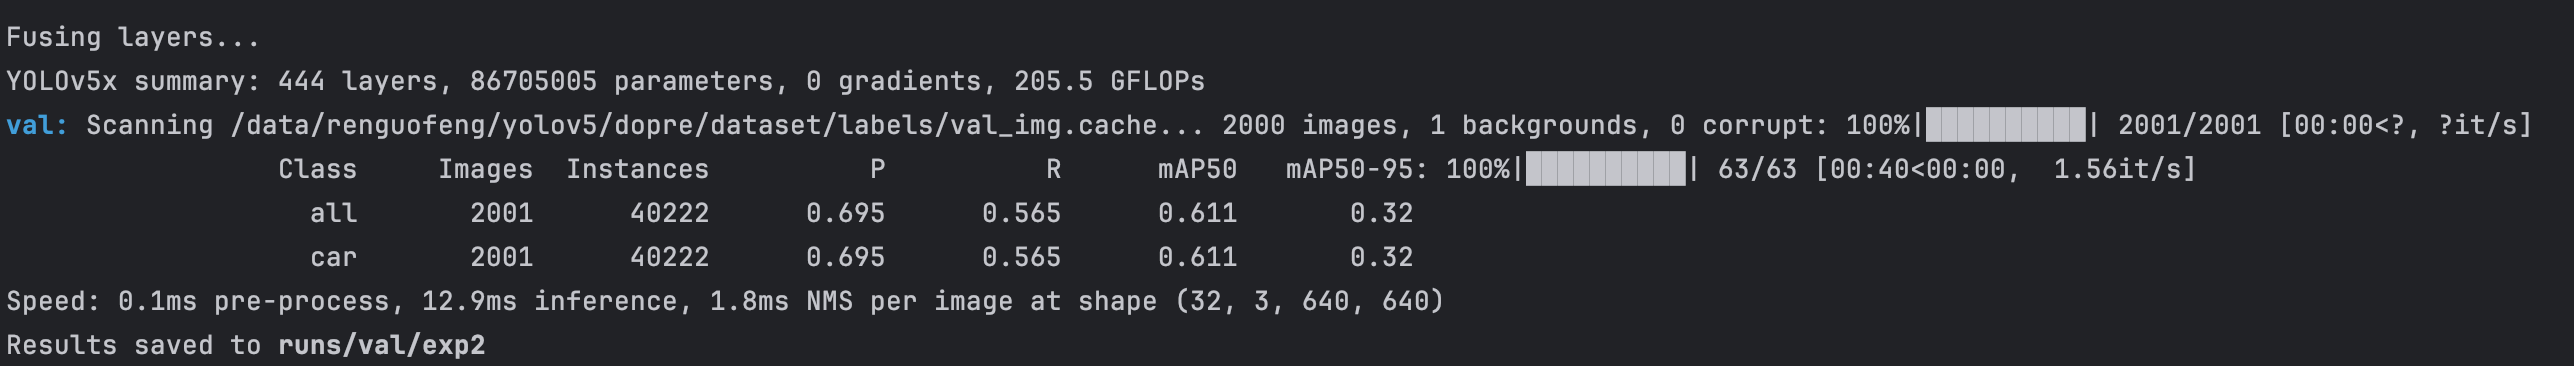 Fusing layers...
YOLOv5x summary: 444 layers, 86705005 parameters, 0 gradients, 205.5 GFLOPs
val: Scanning /data/renguofeng/yolov5/dopre/dataset/labels/val_img.cache... 2000 images, 1 backgrounds, 0 corrupt: 100%|██████████| 2001/2001 [00:00<?, ?it/s]
Class Images Instances P R mAP50 mAP50-95: 100%|██████████| 63/63 [00:40<00:00, 1.56it/s]
all 2001 40222 0.695 0.565 0.611 0.32
car 2001 40222 0.695 0.565 0.611 0.32
Speed: 0.1ms pre-process, 12.9ms inference, 1.8ms NMS per image at shape (32, 3, 640, 640)
Results saved to runs/val/exp2